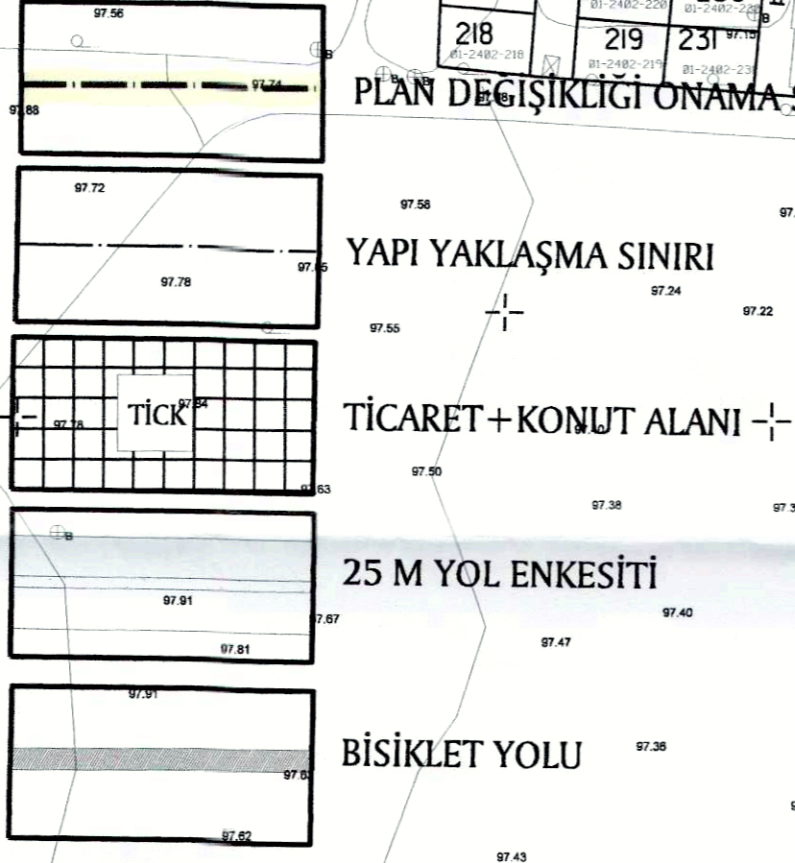 97.56
218
01-2402-218
219
01-2402-219
231
97.15
B
B
B
B
97.74
97.88
PLAN DEĞİŞİKLİĞİ ONAMA
97.72
97.58
YAPI YAKLAŞMA SINIRI
97.65
97.78
97.24
97.22
97.55
TİCK
97.84
97.78
TİCARET+KONUT ALANI
97.63
97.50
97.38
B
25 M YOL ENKESİTİ
97.91
97.67
97.40
97.81
97.47
97.91
BİSİKLET YOLU
97.36
97.62
97.43